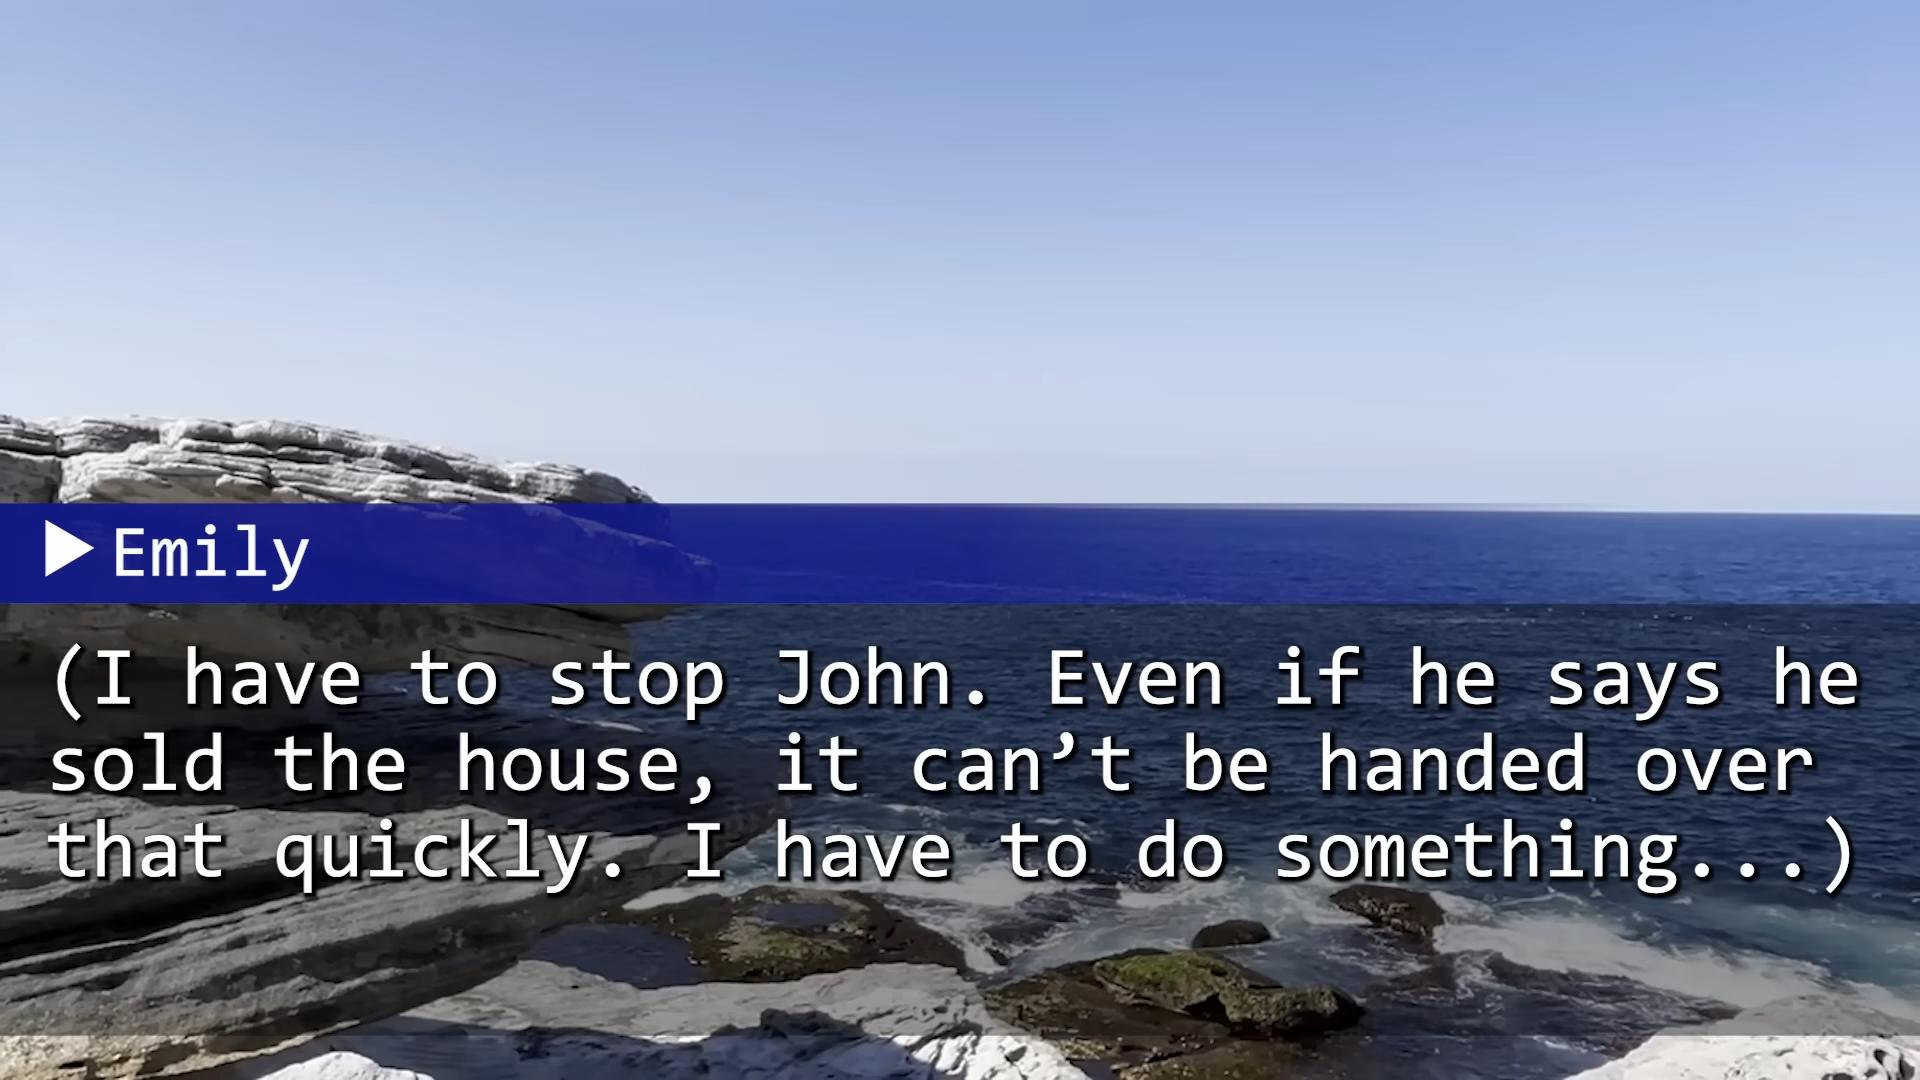 Emily
(I have to stop John. Even if he says he
sold the house, it can’t be handed over
that quickly. I have to do something...)